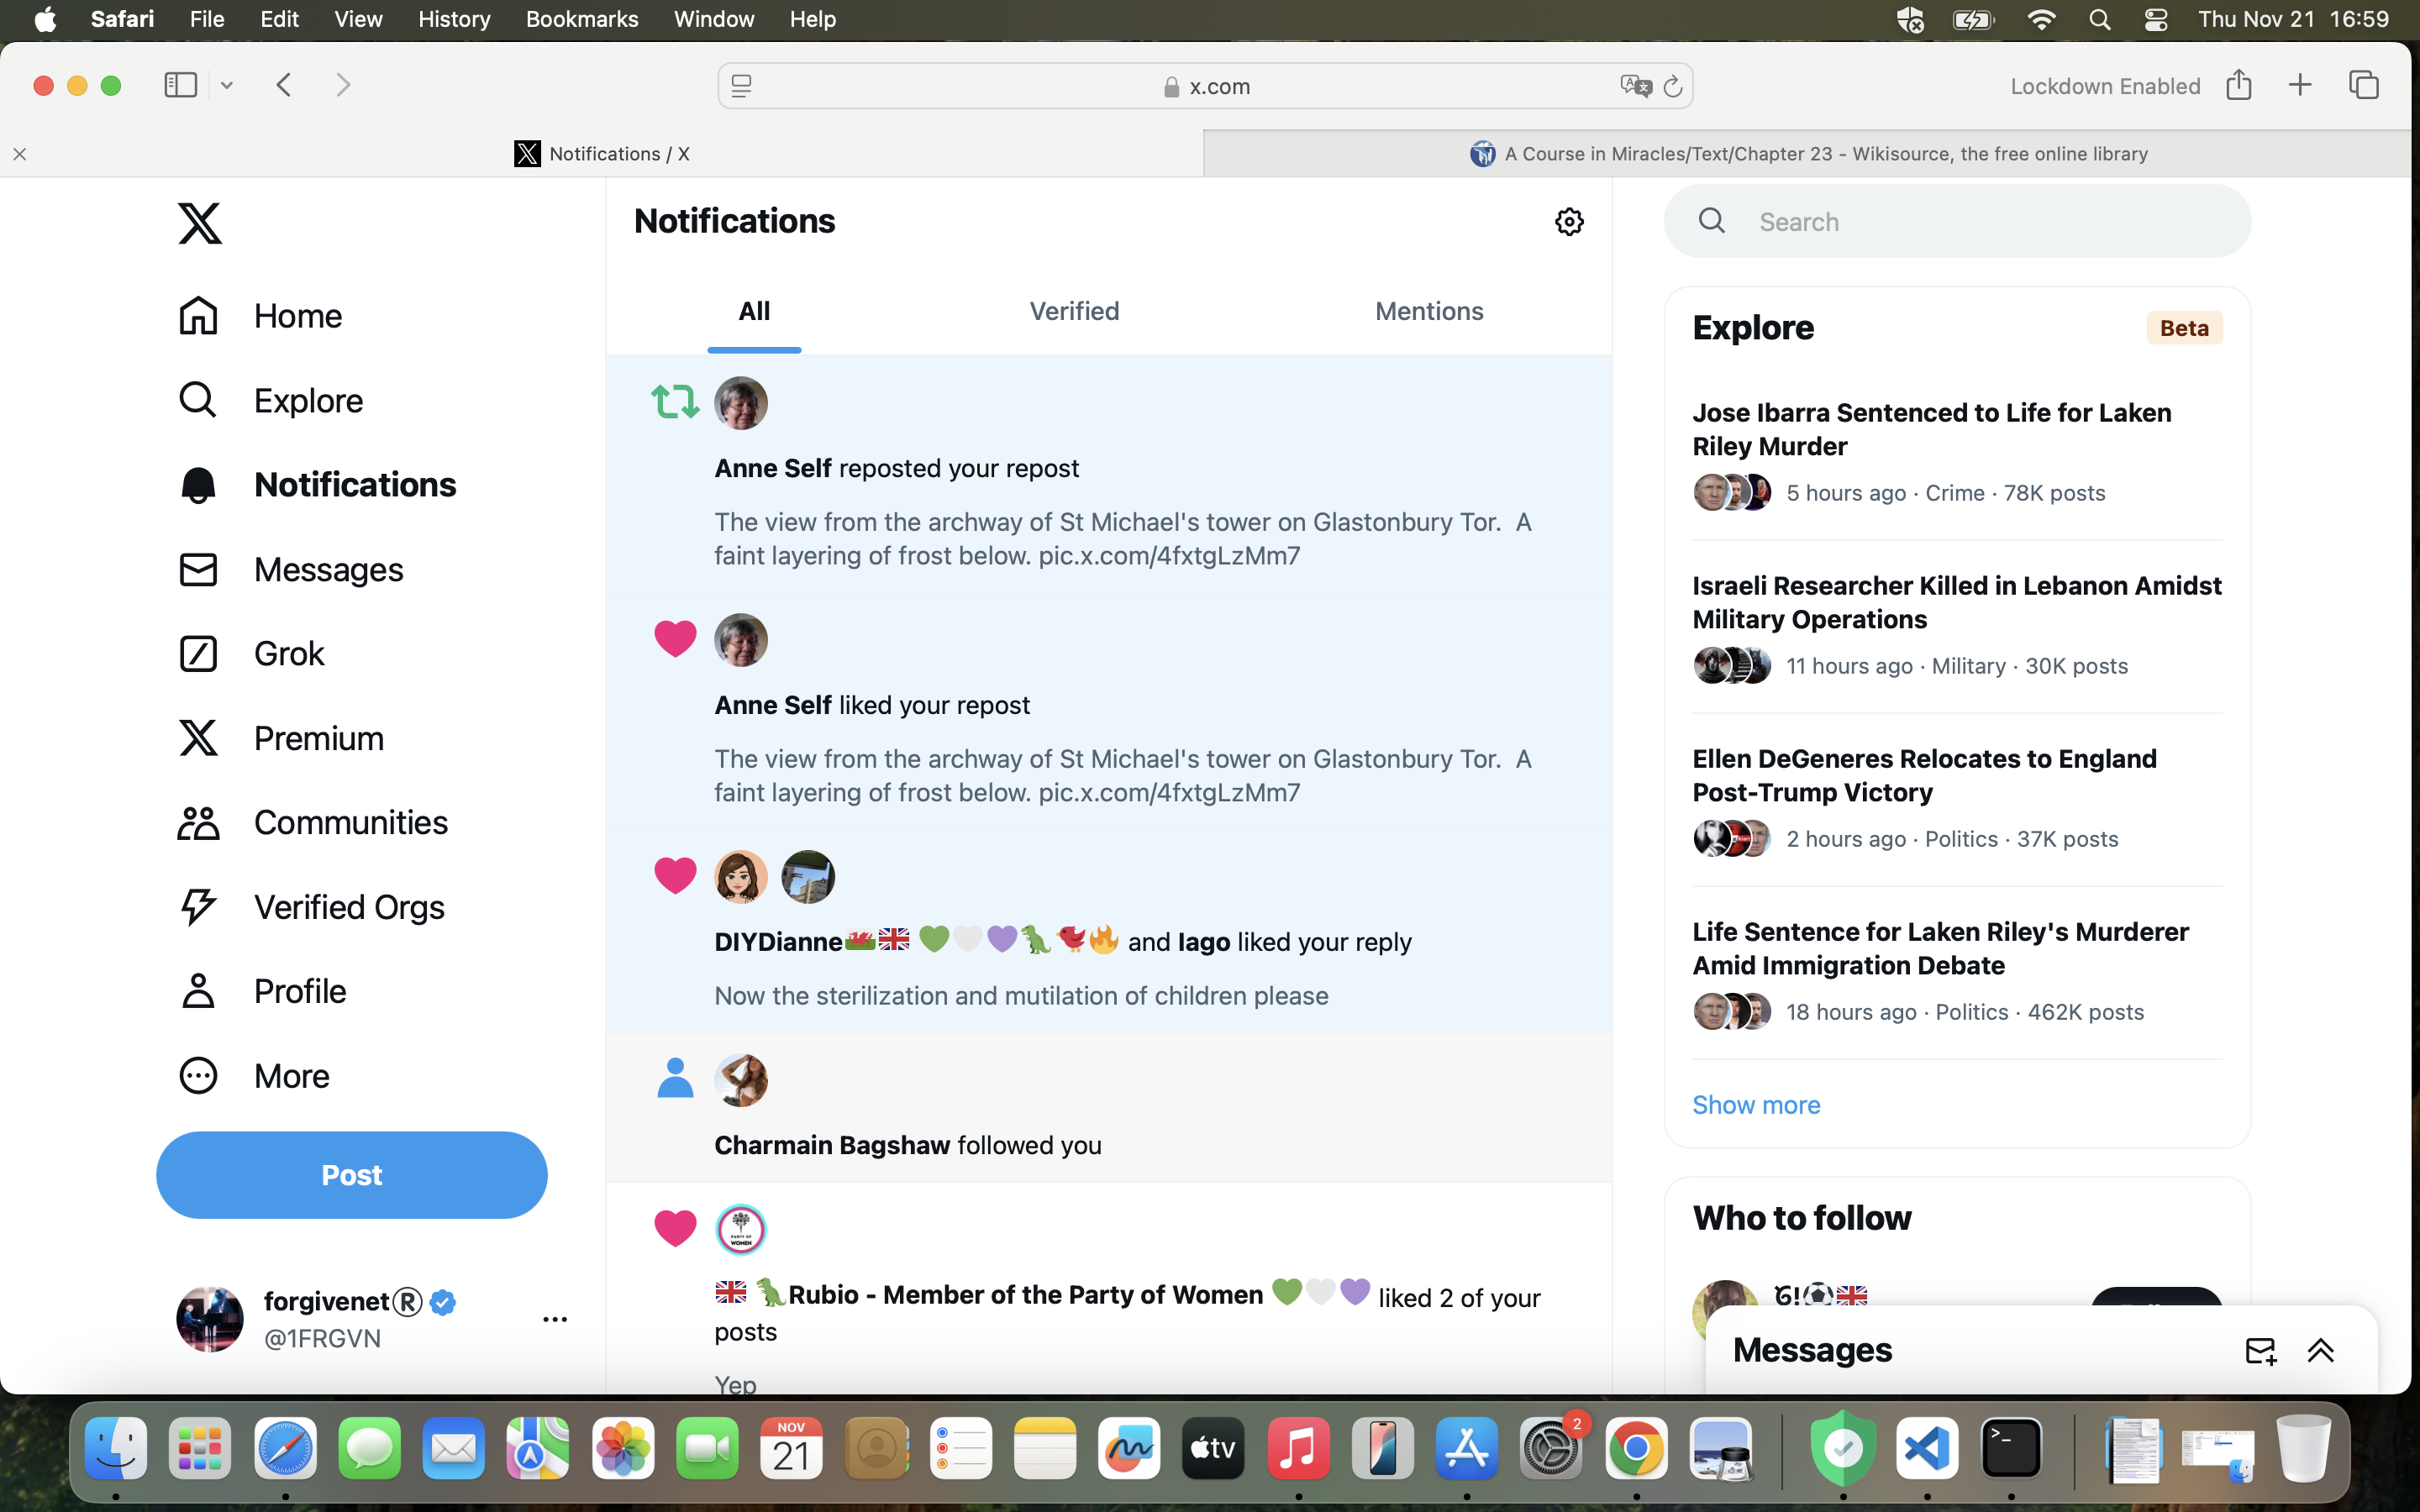 Safari File Edit View History Bookmarks Window Help
Thu Nov 21 16:59
x.com
Lockdown Enabled
Notifications / X
A Course in Miracles/Text/Chapter 23 - Wikisource, the free online library
Home
Explore
Notifications
Messages
Grok
Premium
Communities
Verified Orgs
Profile
More
Post
forgivenet®
@1FRGVN
Notifications
All
Verified
Mentions
Anne Self reposted your repost
The view from the archway of St Michael's tower on Glastonbury Tor. A
faint layering of frost below. pic.x.com/4fxtgLzMm7
Anne Self liked your repost
The view from the archway of St Michael's tower on Glastonbury Tor. A
faint layering of frost below. pic.x.com/4fxtgLzMm7
DIYDianne🏴󠁧󠁢󠁷󠁬󠁳󠁿🇬🇧 💚🤍💜🦖🐦🔥 and Iago liked your reply
Now the sterilization and mutilation of children please
Charmain Bagshaw followed you
PARTY OF
WOMEN
🇬🇧 🦖Rubio - Member of the Party of Women 💚🤍💜 liked 2 of your
posts
Yep
Search
Explore
Beta
Jose Ibarra Sentenced to Life for Laken
Riley Murder
5 hours ago · Crime · 78K posts
Israeli Researcher Killed in Lebanon Amidst
Military Operations
11 hours ago · Military · 30K posts
Ellen DeGeneres Relocates to England
Post-Trump Victory
2 hours ago · Politics · 37K posts
Life Sentence for Laken Riley's Murderer
Amid Immigration Debate
18 hours ago · Politics · 462K posts
Show more
Who to follow
Messages
NOV
21
tv
2